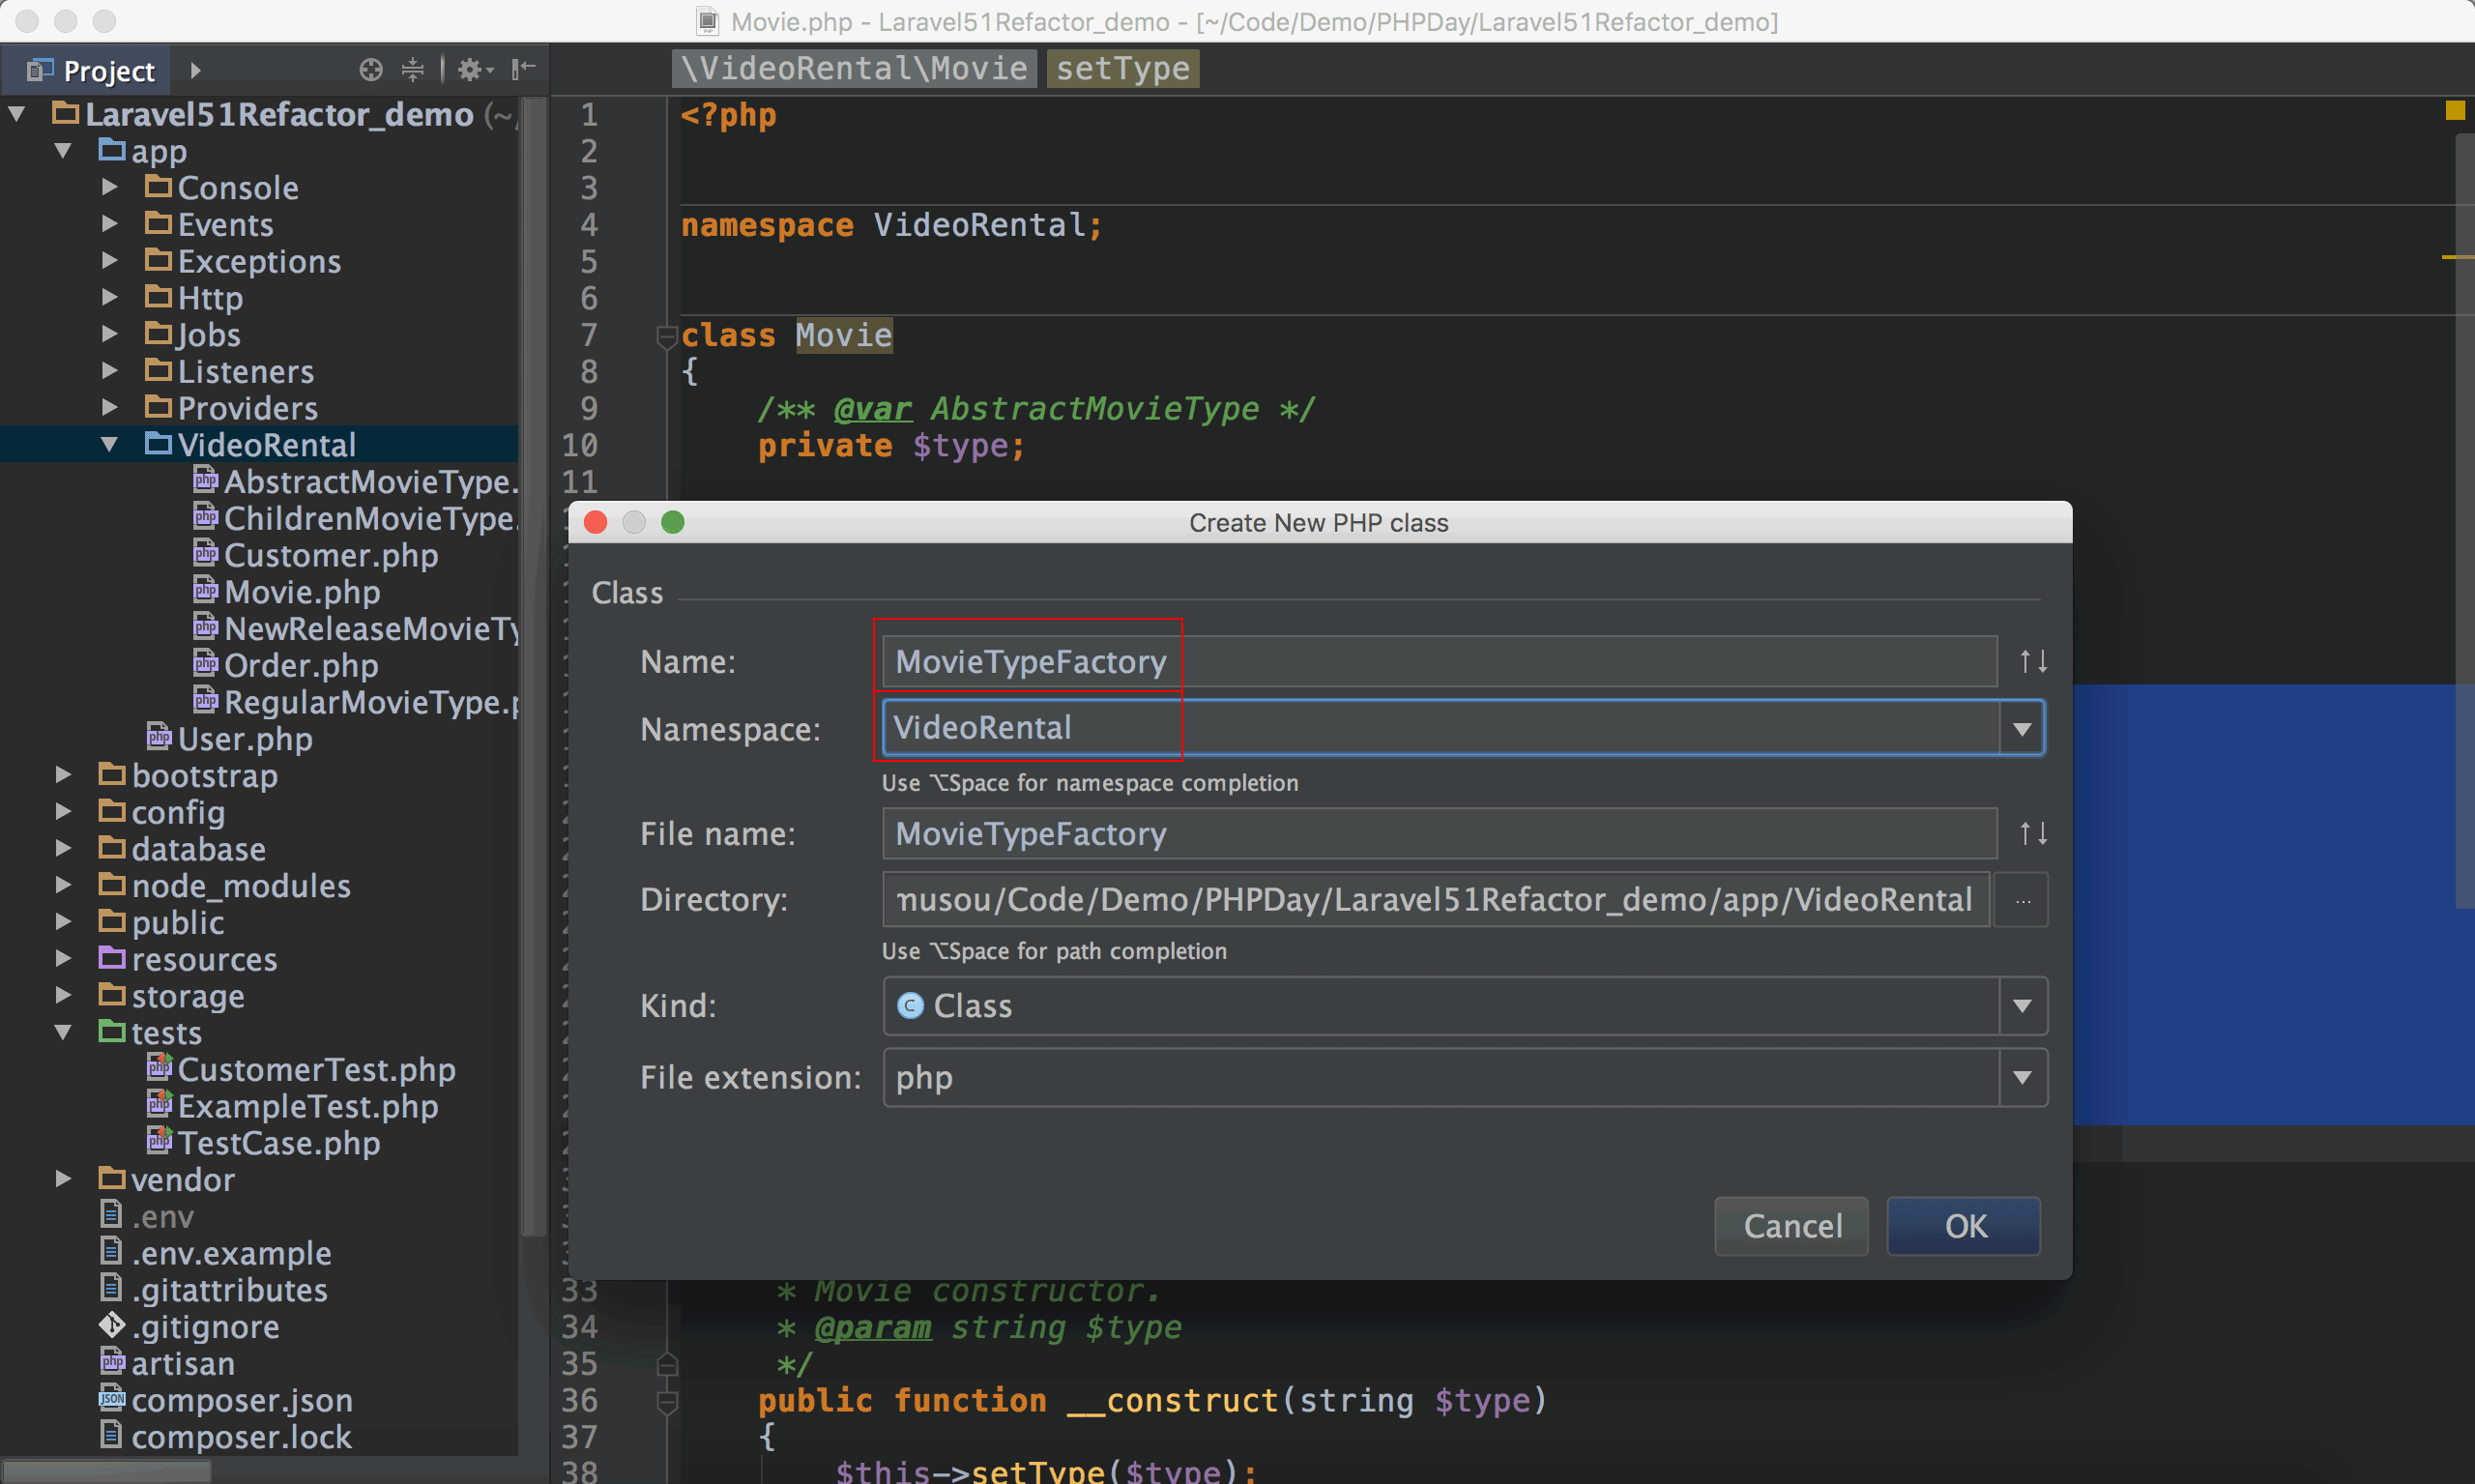 Movie.php - Laravel51Refactor_demo - [~/Code/Demo/PHPDay/Laravel51Refactor_demo]
Project
Laravel51Refactor_demo (~
app
Console
Events
Exceptions
Http
Jobs
Listeners
Providers
VideoRental
AbstractMovieType.
ChildrenMovieType.
Customer.php
Movie.php
NewReleaseMovieTy
Order.php
RegularMovieType.p
User.php
bootstrap
config
database
node_modules
public
resources
storage
tests
CustomerTest.php
ExampleTest.php
TestCase.php
vendor
.env
.env.example
.gitattributes
.gitignore
artisan
composer.json
composer.lock
\VideoRental\Movie setType
1 <?php
2
3
4 namespace VideoRental;
5
6
7 class Movie
8 {
9 /** @var AbstractMovieType */
10 private $type;
11
Create New PHP class
Class
Name: MovieTypeFactory
Namespace: VideoRental
Use ⌥Space for namespace completion
File name: MovieTypeFactory
Directory: musou/Code/Demo/PHPDay/Laravel51Refactor_demo/app/VideoRental ...
Use ⌥Space for path completion
Kind: C Class
File extension: php
Cancel OK
33 * Movie constructor.
34 * @param string $type
35 */
36 public function __construct(string $type)
37 {
38 $this->setType($type);